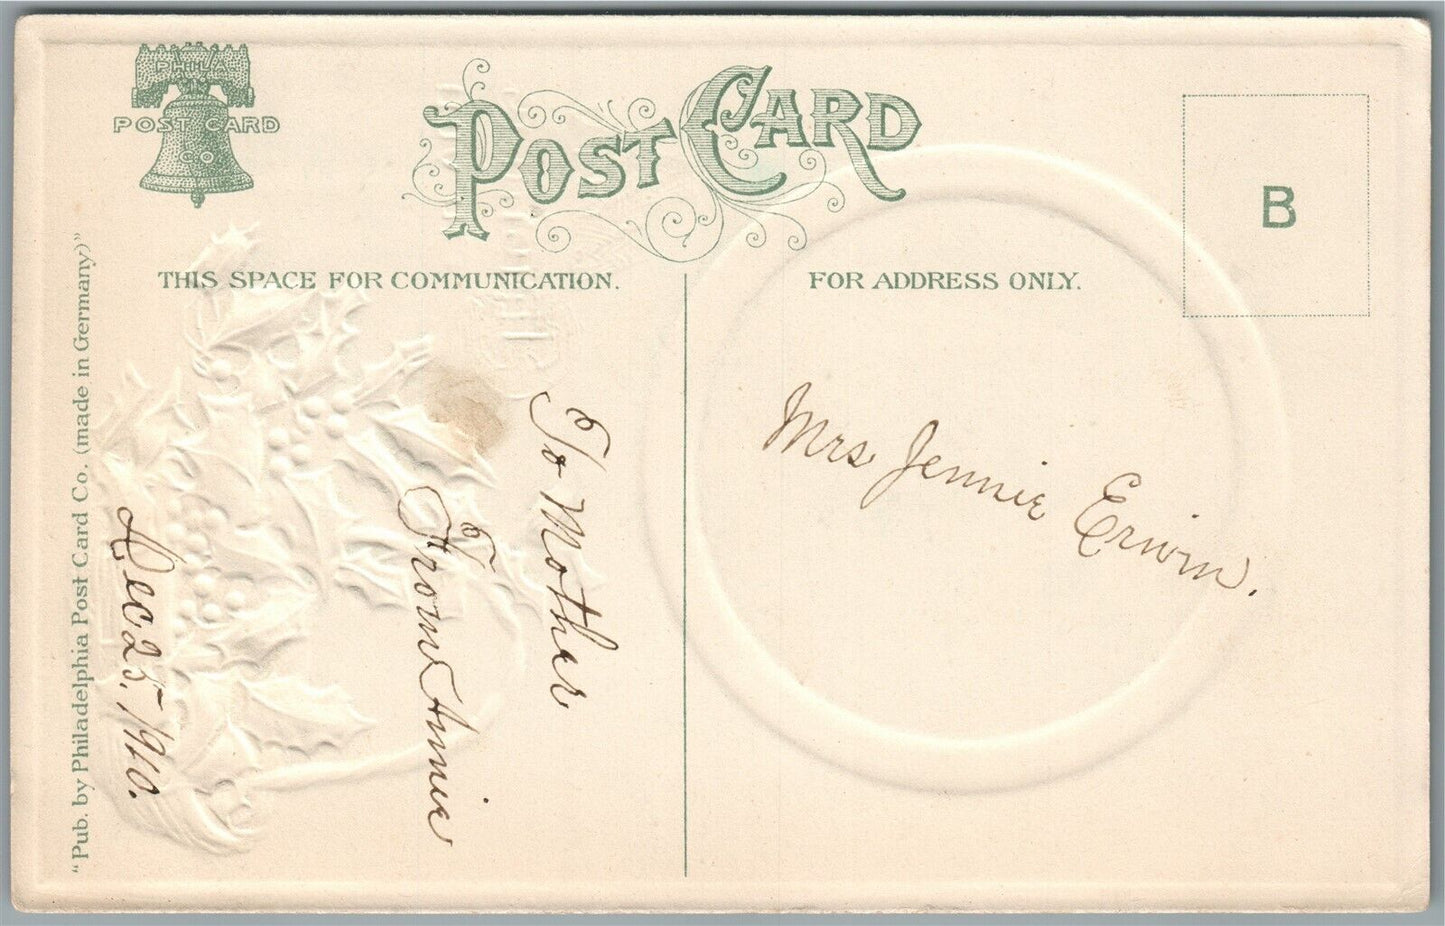 PHILA
POST CARD
CO
POST CARD
B
THIS SPACE FOR COMMUNICATION.
FOR ADDRESS ONLY.
"Pub. by Philadelphia Post Card Co. (made in Germany)"
To Mother
From Annie
Dec 25, 1910.
Mrs Jennie Erwin.